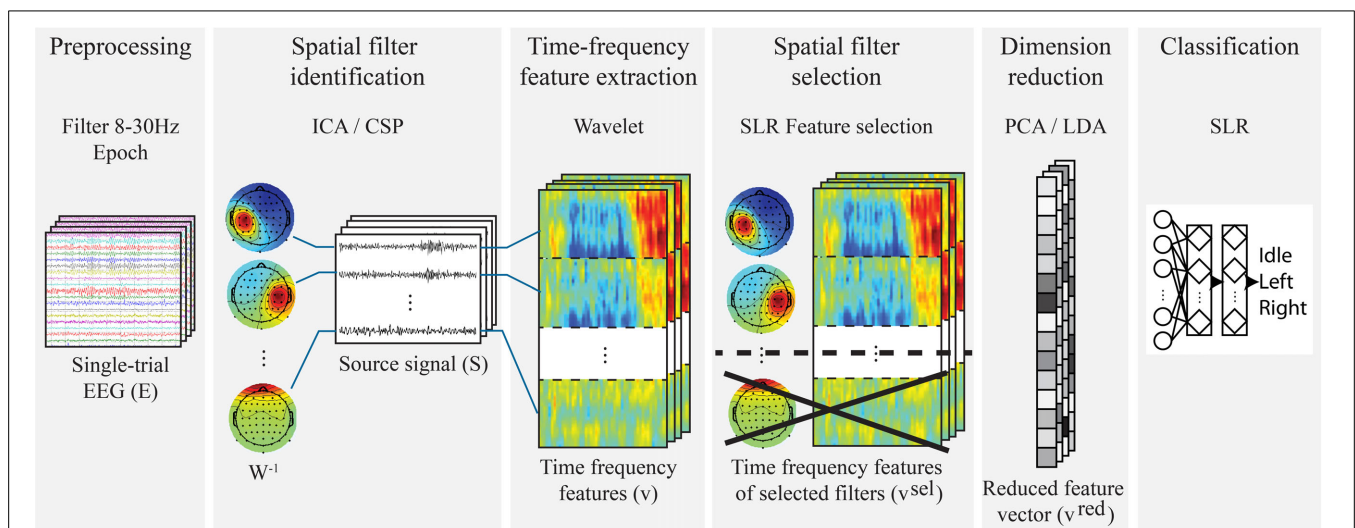 Preprocessing
Filter 8-30Hz
Epoch
Single-trial
EEG (E)
Spatial filter
identification
ICA / CSP
W⁻¹
Source signal (S)
Time-frequency
feature extraction
Wavelet
Time frequency
features (v)
Spatial filter
selection
SLR Feature selection
Time frequency features
of selected filters (vˢᵉˡ)
Dimension
reduction
PCA / LDA
Reduced feature
vector (vʳᵉᵈ)
Classification
SLR
Idle
Left
Right